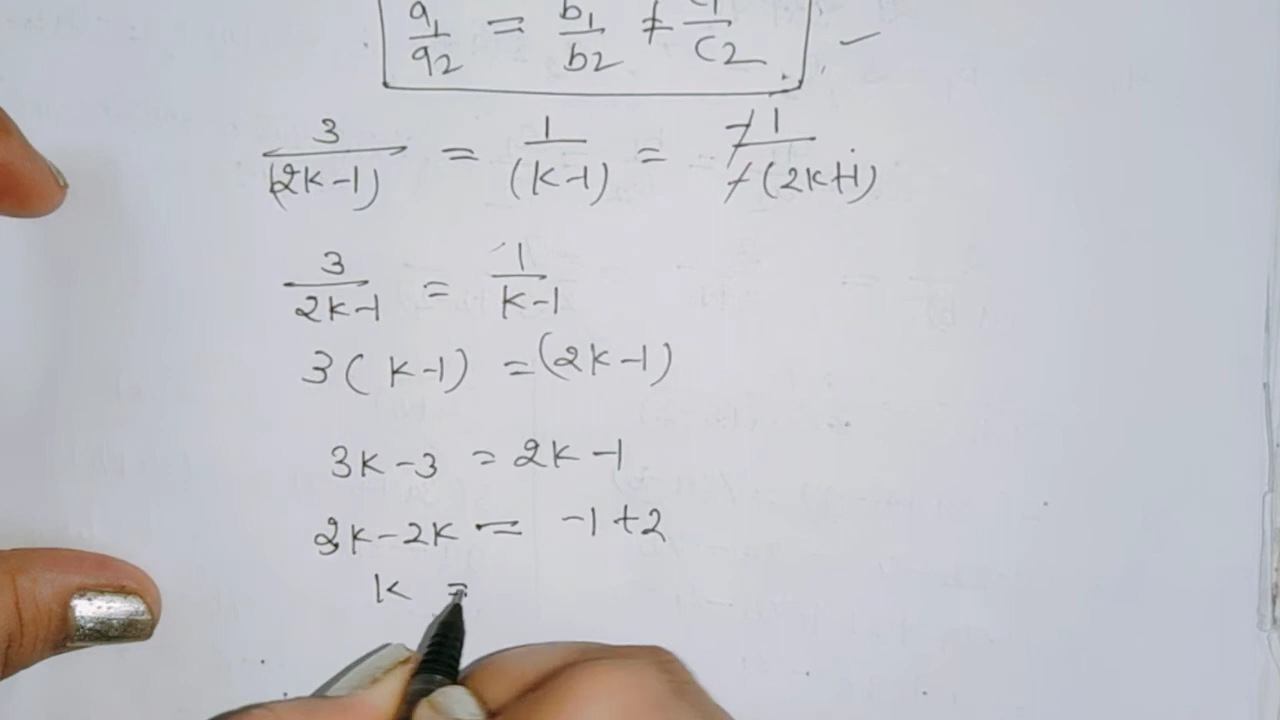 a₁/a₂ = b₁/b₂ ≠ c₁/c₂
3/(2k-1) = 1/(k-1) = -1/-(2k+1)
3/2k-1 = 1/k-1
3(k-1) = (2k-1)
3k-3 = 2k-1
3k-2k = -1+2
k =